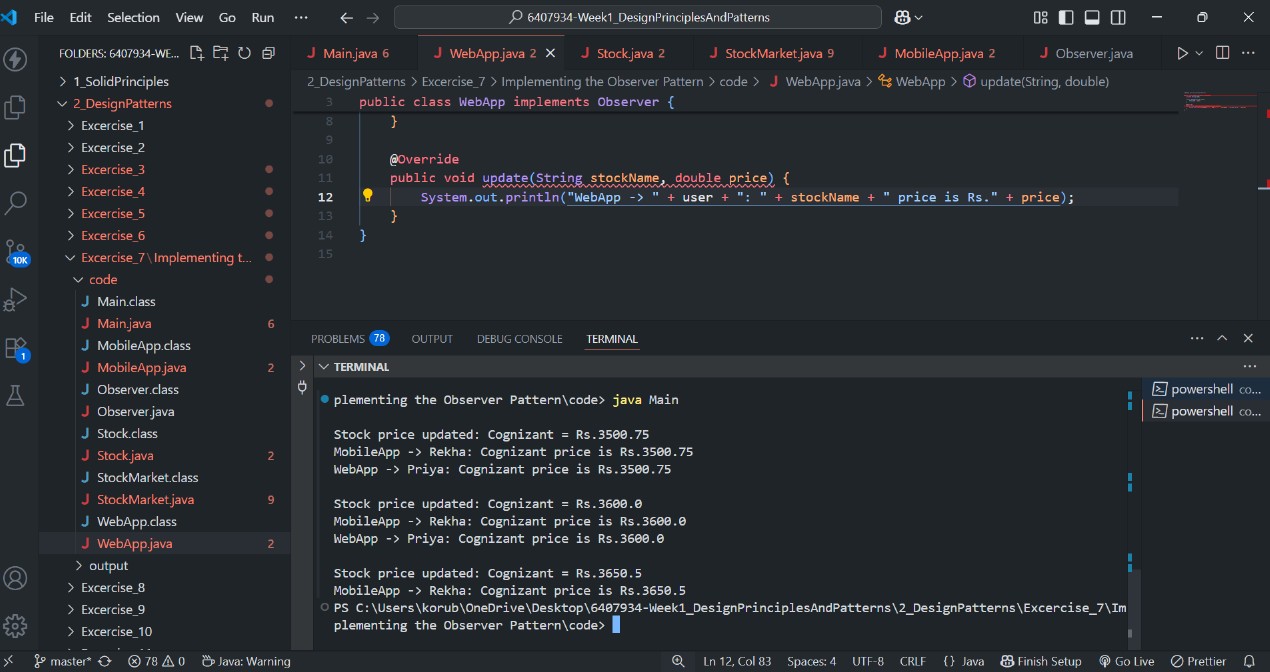 File Edit Selection View Go Run ··· 6407934-Week1_DesignPrinciplesAndPatterns
FOLDERS: 6407934-WE...
1_SolidPrinciples
2_DesignPatterns
Excercise_1
Excercise_2
Excercise_3
Excercise_4
Excercise_5
Excercise_6
Excercise_7\Implementing t...
code
Main.class
Main.java 6
MobileApp.class
MobileApp.java 2
Observer.class
Observer.java
Stock.class
Stock.java 2
StockMarket.class
StockMarket.java 9
WebApp.class
WebApp.java 2
output
Excercise_8
Excercise_9
Excercise_10
10K
1
Main.java 6 WebApp.java 2 Stock.java 2 StockMarket.java 9 MobileApp.java 2 Observer.java
2_DesignPatterns > Excercise_7 > Implementing the Observer Pattern > code > WebApp.java > WebApp > update(String, double)
3 public class WebApp implements Observer {
8 }
9
10 @Override
11 public void update(String stockName, double price) {
12 System.out.println("WebApp -> " + user + ": " + stockName + " price is Rs." + price);
13 }
14 }
15
PROBLEMS 78 OUTPUT DEBUG CONSOLE TERMINAL
TERMINAL
plementing the Observer Pattern\code> java Main
Stock price updated: Cognizant = Rs.3500.75
MobileApp -> Rekha: Cognizant price is Rs.3500.75
WebApp -> Priya: Cognizant price is Rs.3500.75
Stock price updated: Cognizant = Rs.3600.0
MobileApp -> Rekha: Cognizant price is Rs.3600.0
WebApp -> Priya: Cognizant price is Rs.3600.0
Stock price updated: Cognizant = Rs.3650.5
MobileApp -> Rekha: Cognizant price is Rs.3650.5
PS C:\Users\korub\OneDrive\Desktop\6407934-Week1_DesignPrinciplesAndPatterns\2_DesignPatterns\Excercise_7\Im
plementing the Observer Pattern\code>
powershell co...
powershell co...
master* 78 0 Java: Warning Ln 12, Col 83 Spaces: 4 UTF-8 CRLF {} Java Finish Setup Go Live Prettier